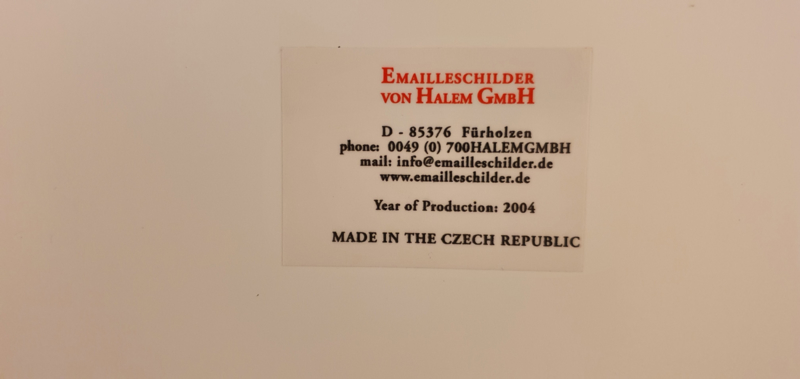 EMAILLESCHILDER
VON HALEM GMBH
D - 85376 Fürholzen
phone: 0049 (0) 700HALEMGMBH
mail: info@emailleschilder.de
www.emailleschilder.de
Year of Production: 2004
MADE IN THE CZECH REPUBLIC